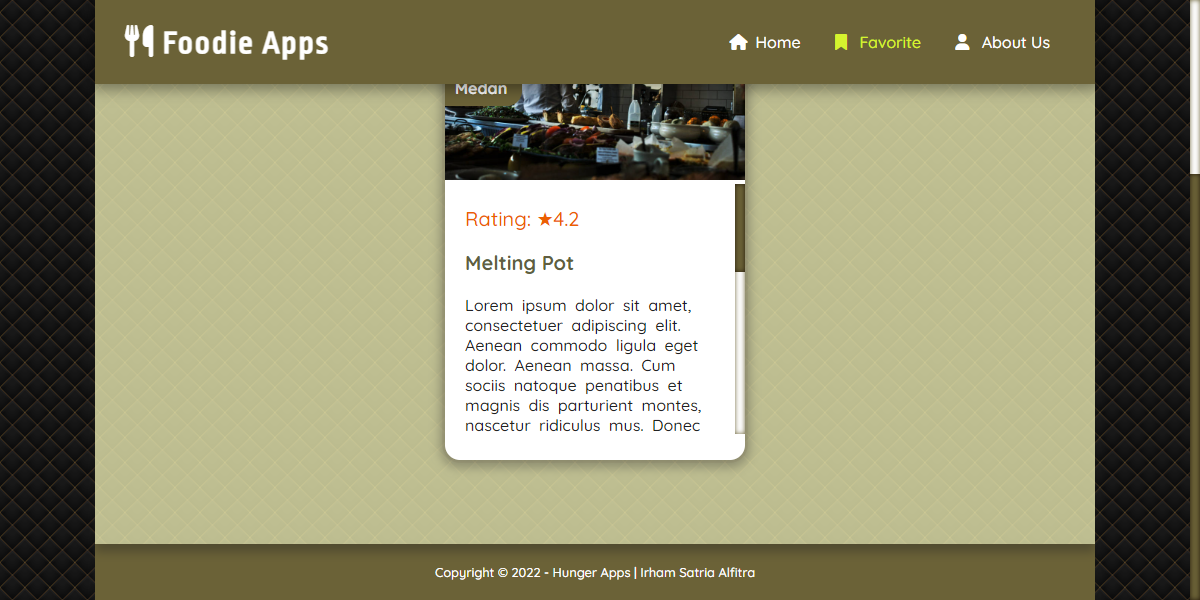 Foodie Apps
Home
Favorite
About Us
Medan
Rating: ★4.2
Melting Pot
Lorem ipsum dolor sit amet,
consectetuer adipiscing elit.
Aenean commodo ligula eget
dolor. Aenean massa. Cum
sociis natoque penatibus et
magnis dis parturient montes,
nascetur ridiculus mus. Donec
Copyright © 2022 - Hunger Apps | Irham Satria Alfitra